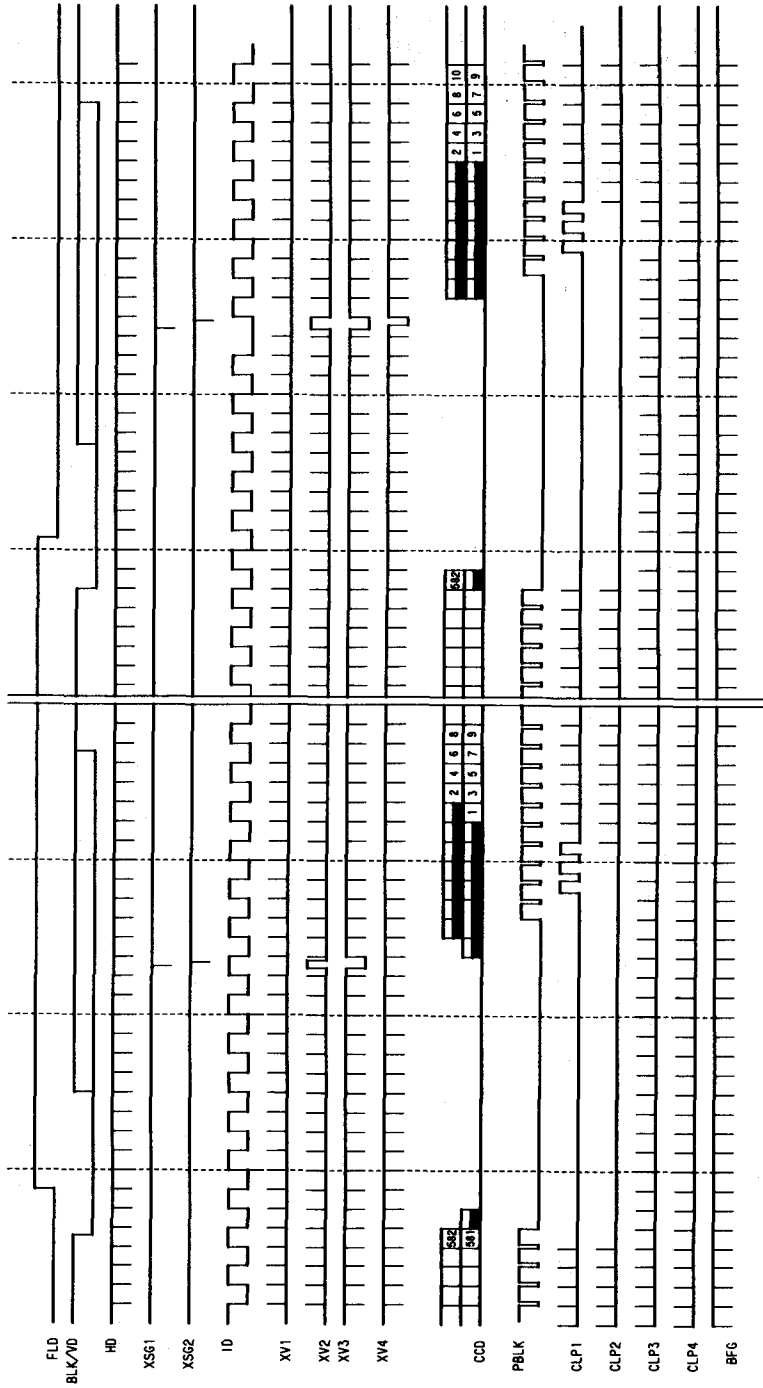 FLD
BLK/VD
HD
XSG1
XSG2
ID
XV1
XV2
XV3
XV4
CCD
PBLK
CLP1
CLP2
CLP3
CLP4
BFG
582
581
2 4 6 8
1 3 5 7 9
582
2 4 6 8 10
1 3 5 7 9